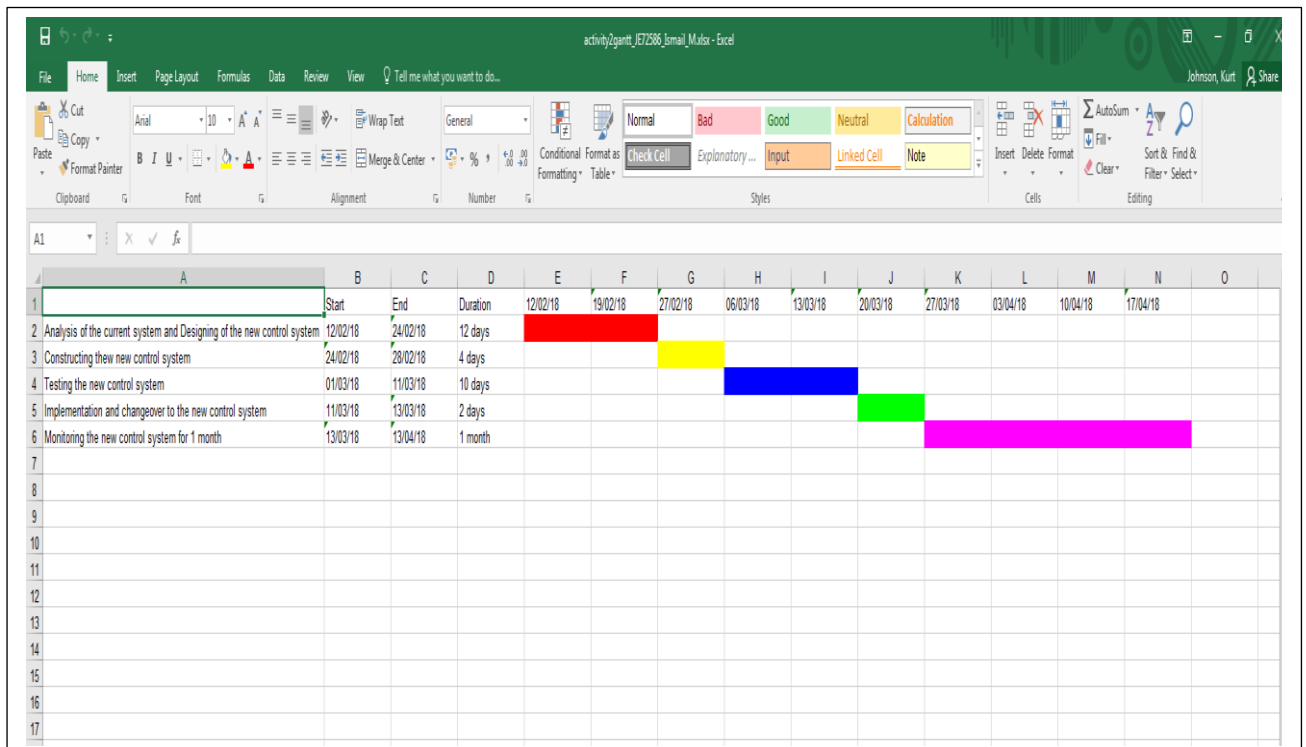 activity2gantt_JE72586_Ismail_M.xlsx - Excel
File Home Insert Page Layout Formulas Data Review View Tell me what you want to do... Johnson, Kurt Share
Cut Arial 10 Wrap Text General Normal Bad Good Neutral Calculation Insert Delete Format AutoSum Fill Clear Sort & Filter Find & Select
Copy
Paste Format Painter B I U Merge & Center % Conditional Formatting Format as Table Check Cell Explanatory ... Input Linked Cell Note
Clipboard Font Alignment Number Styles Cells Editing
A1 fx
A B C D E F G H I J K L M N O
1 Start End Duration 12/02/18 19/02/18 27/02/18 06/03/18 13/03/18 20/03/18 27/03/18 03/04/18 10/04/18 17/04/18
2 Analysis of the current system and Designing of the new control system 12/02/18 24/02/18 12 days
3 Constructing thew new control system 24/02/18 28/02/18 4 days
4 Testing the new control system 01/03/18 11/03/18 10 days
5 Implementation and changeover to the new control system 11/03/18 13/03/18 2 days
6 Monitoring the new control system for 1 month 13/03/18 13/04/18 1 month
7
8
9
10
11
12
13
14
15
16
17